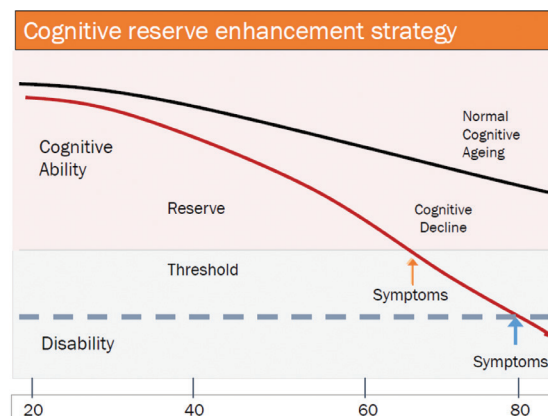 Cognitive reserve enhancement strategy
Normal
Cognitive
Ageing
Cognitive
Ability
Reserve
Cognitive
Decline
Threshold
Symptoms
Disability
Symptoms
20 40 60 80